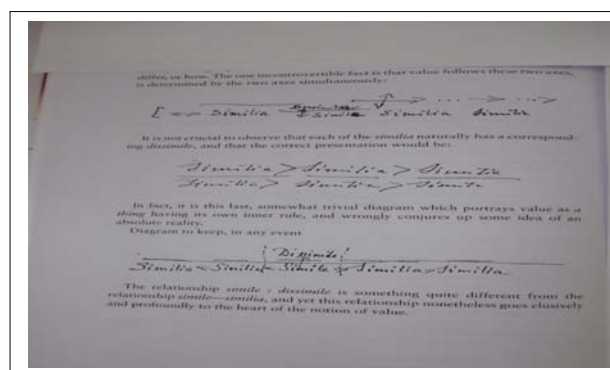 differ, or how. The one incontrovertible fact is that value follows these two axes,
is determined by the two axes simultaneously:
Similia Simile Similia Similia
It is not crucial to observe that each of the similia naturally has a correspond-
ing dissimile, and that the correct presentation would be:
Similia > Similia > Simile
Similia > Simile > Simile
In fact, it is this last, somewhat trivial diagram which portrays value as a
thing having its own inner rule, and wrongly conjures up some idea of an
absolute reality.
Diagram to keep, in any event
Dissimile
Similia Similia Simile Similia Similia
The relationship simile : dissimile is something quite different from the
relationship simile—similia, and yet this relationship nonetheless goes elusively
and profoundly to the heart of the notion of value.